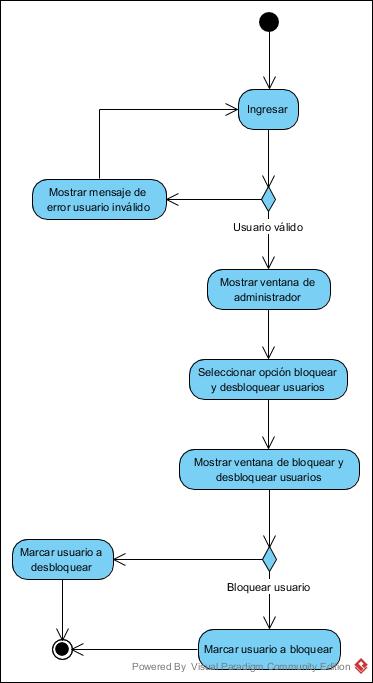 Ingresar
Mostrar mensaje de
error usuario inválido
Usuario válido
Mostrar ventana de
administrador
Seleccionar opción bloquear
y desbloquear usuarios
Mostrar ventana de bloquear y
desbloquear usuarios
Marcar usuario a
desbloquear
Bloquear usuario
Marcar usuario a bloquear
Powered By Visual Paradigm Community Edition